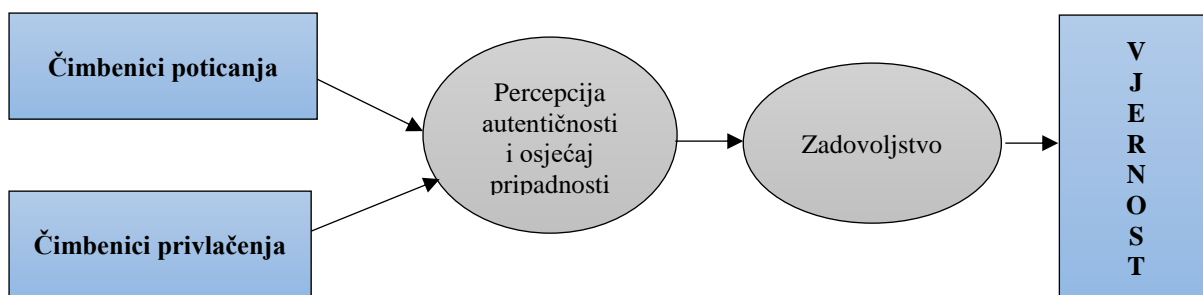 Čimbenici poticanja
Čimbenici privlačenja
Percepcija
autentičnosti
i osjećaj
pripadnosti
Zadovoljstvo
V
J
E
R
N
O
S
T